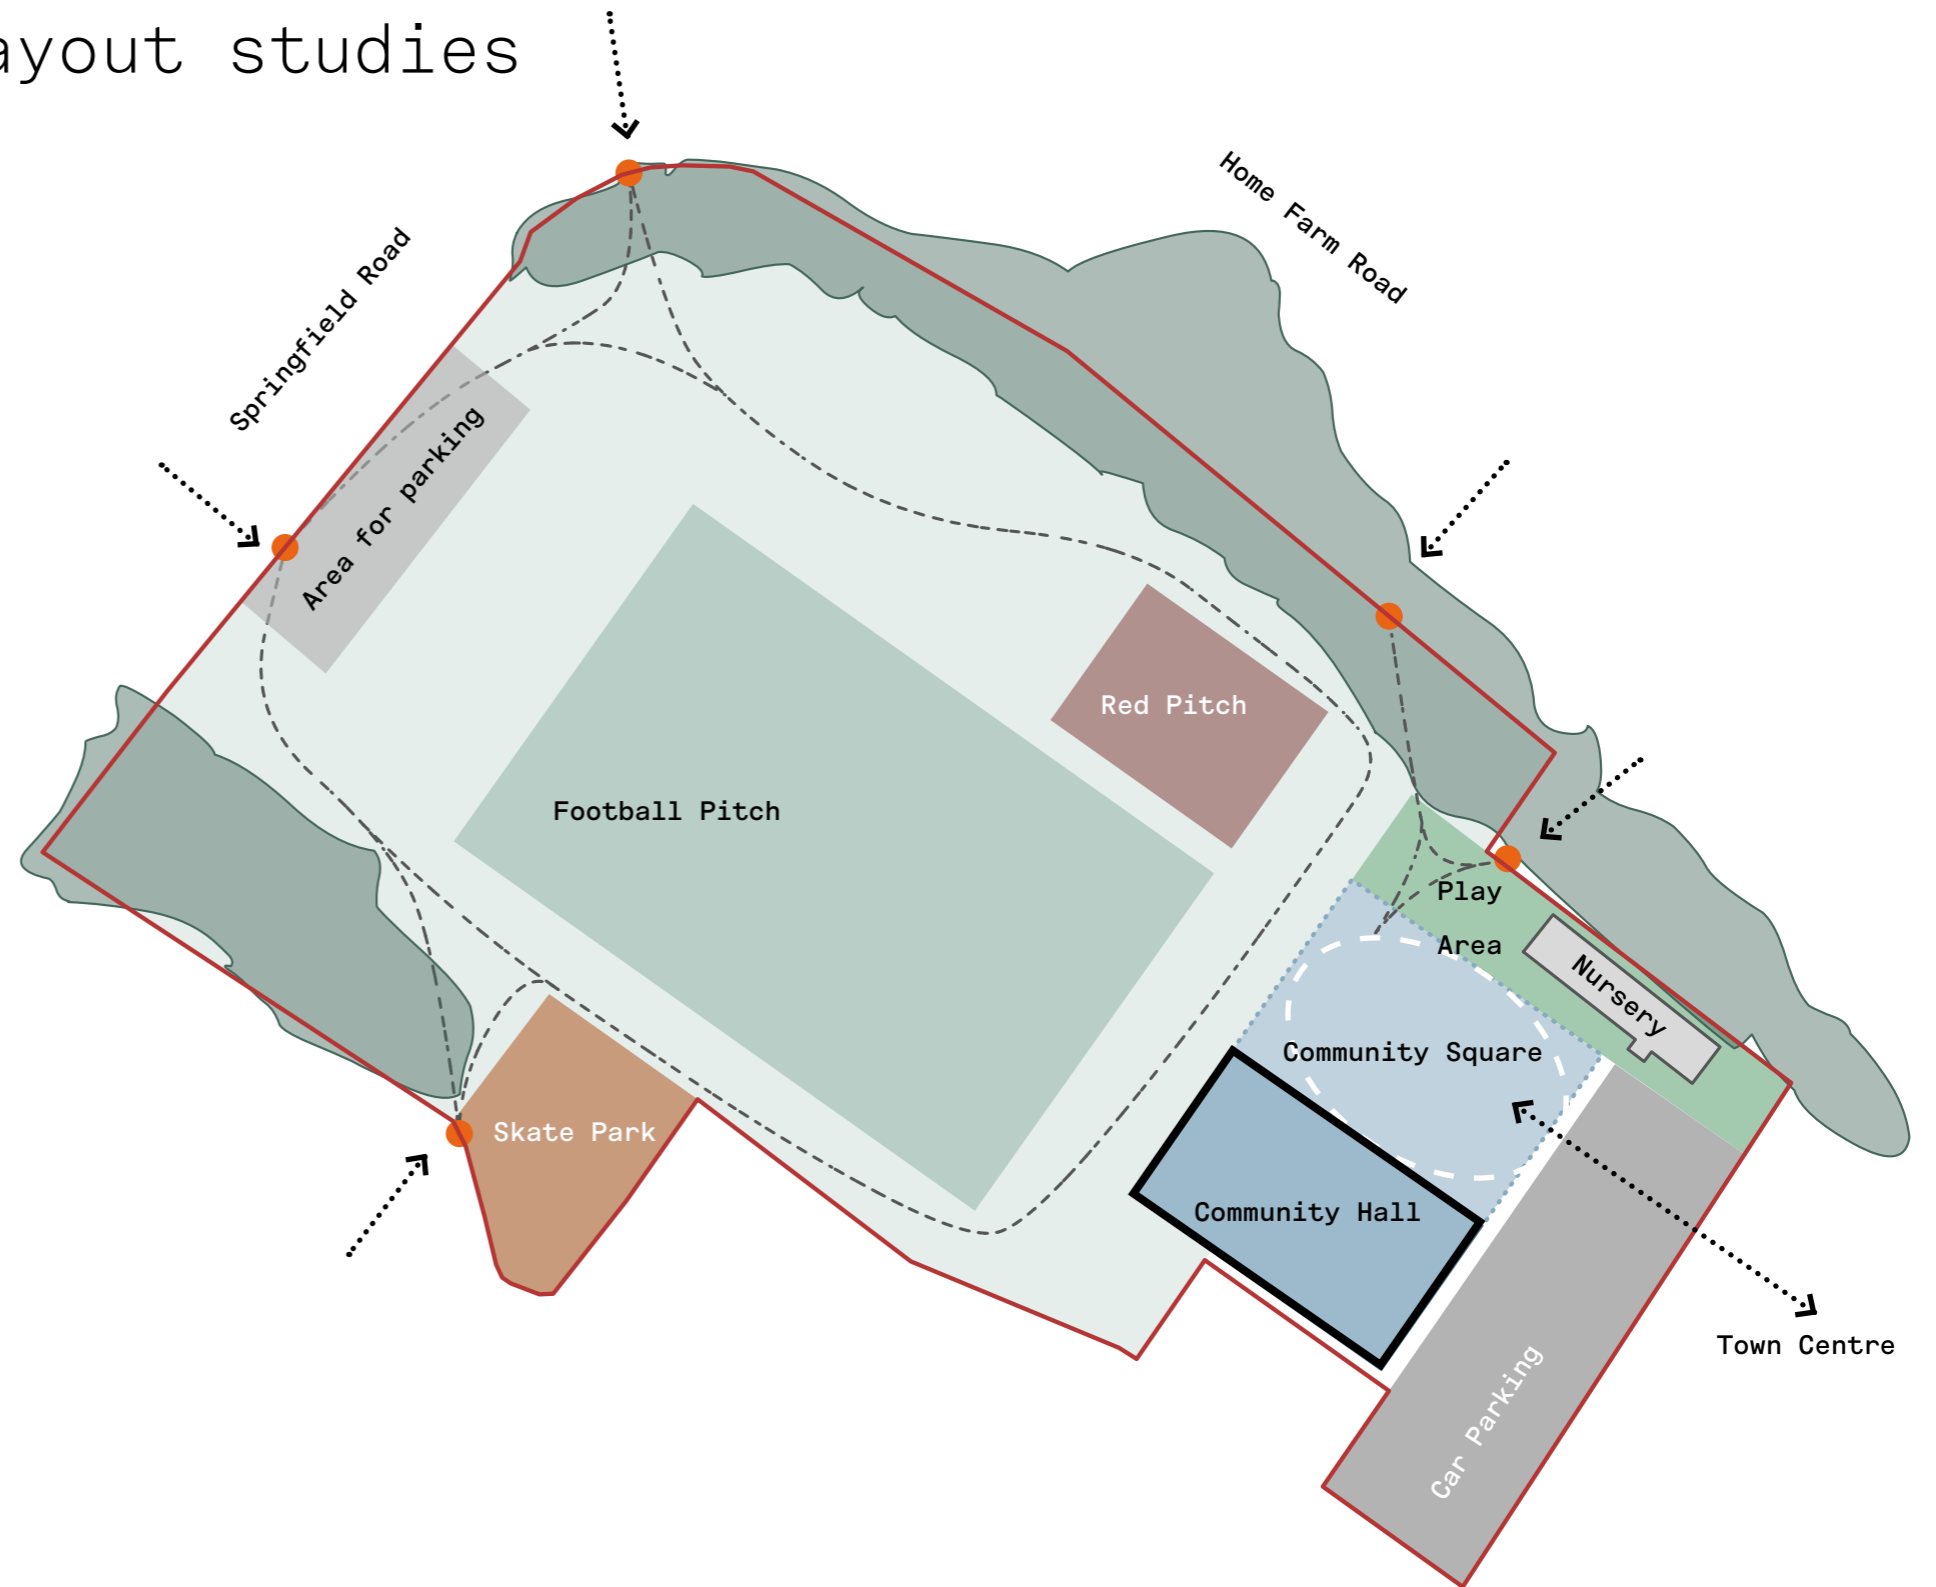 ayout studies
Home Farm Road
Springfield Road
Area for parking
Red Pitch
Football Pitch
Play
Area
Nursery
Community Square
Skate Park
Community Hall
Town Centre
Car Parking